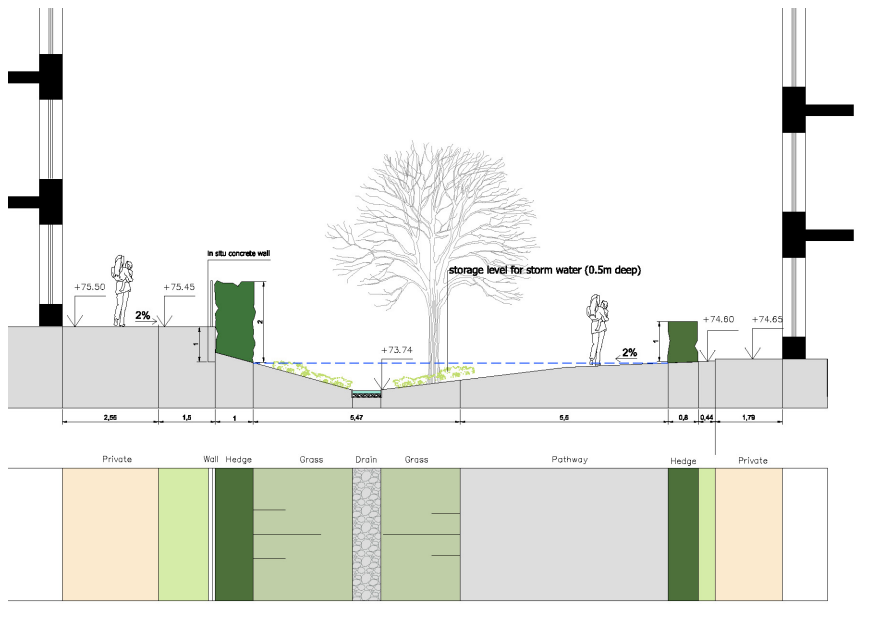 in situ concrete wall
storage level for storm water (0.5m deep)
+75.50
+75.45
2%
1
2
+73.74
2%
1
+74.60
+74.65
2,56
1,5
1
5,47
5,5
0,8
0,44
1,79
Private
Wall
Hedge
Grass
Drain
Grass
Pathway
Hedge
Private